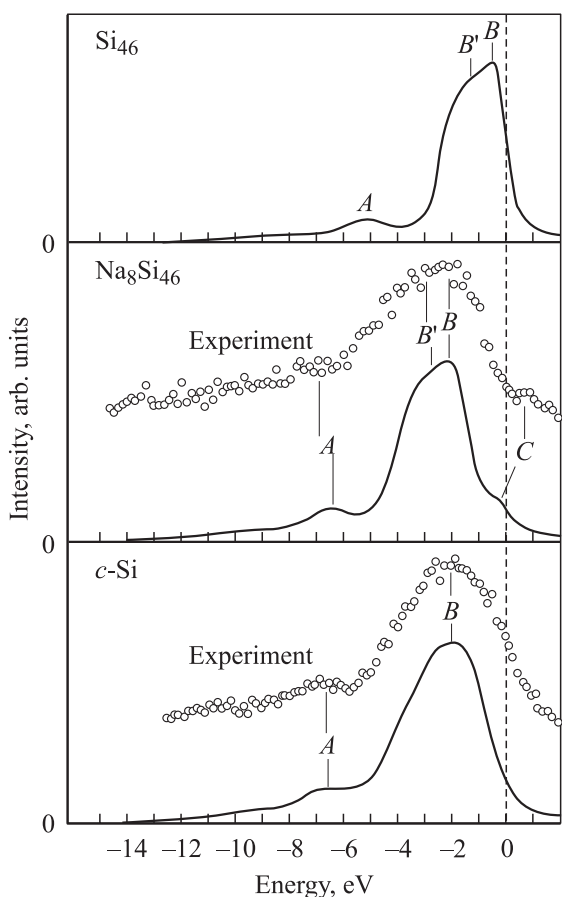 Si46
B' B
A
0
Na8Si46
Experiment
B' B
A
C
0
c-Si
Experiment
B
A
0
–14 –12 –10 –8 –6 –4 –2 0
Energy, eV
Intensity, arb. units